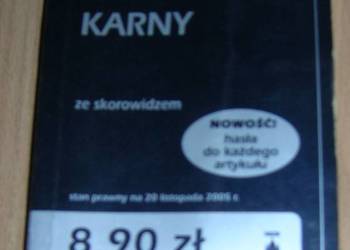 KARNY
ze skorowidzem
NOWOŚĆ!
hasła
do każdego
artykułu
stan prawny na 20 listopada 2005 r.
8,90 zł